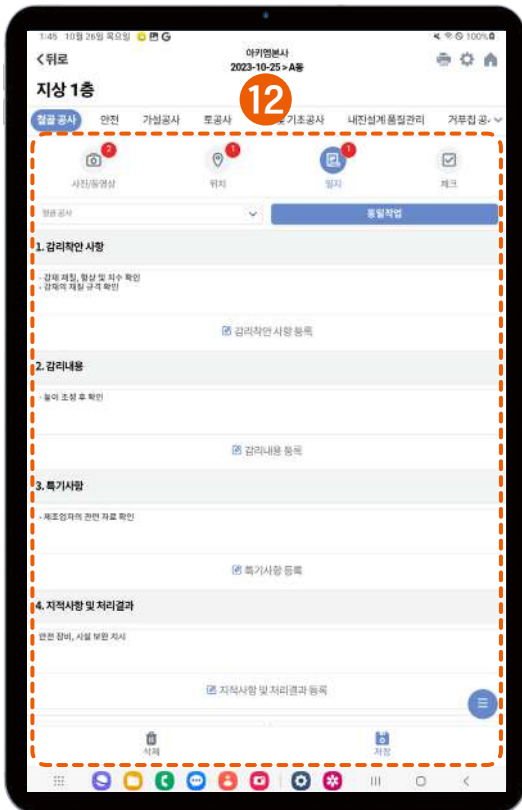 1:45 10월 26일 목요일 G 100%
<뒤로
아키엠본사
2023-10-25 > A동
지상 1층
12
철골 공사 안전 가설공사 토공사 및 기초공사 내진설계 품질관리 거푸집 공
2 1 1
사진/동영상 위치 일지 체크
철골 공사 동일작업
1. 감리착안 사항
- 강재 재질, 형상 및 치수 확인
- 강재의 재질 규격 확인
감리착안 사항 등록
2. 감리내용
- 높이 조정 후 확인
감리내용 등록
3. 특기사항
- 제조업자의 관련 자료 확인
특기사항 등록
4. 지적사항 및 처리결과
안전 장비, 시설 보완 지시
지적사항 및 처리결과 등록
삭제 저장